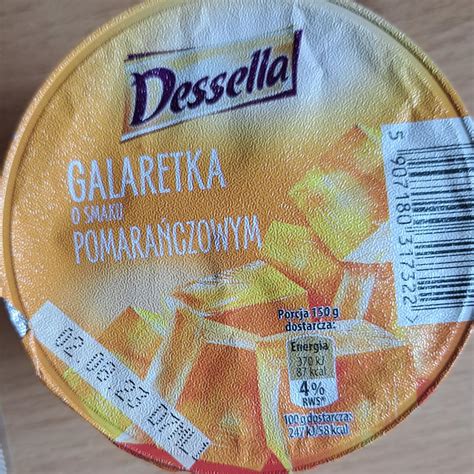 Dessella
GALARETKA
O SMAKU
POMARAŃCZOWYM
5 907180 317322
Porcja 150 g
dostarcza:
Energia
370 kJ
87 kcal
4%
RWS*
100 g dostarcza:
247 kJ/58 kcal
02.08.23